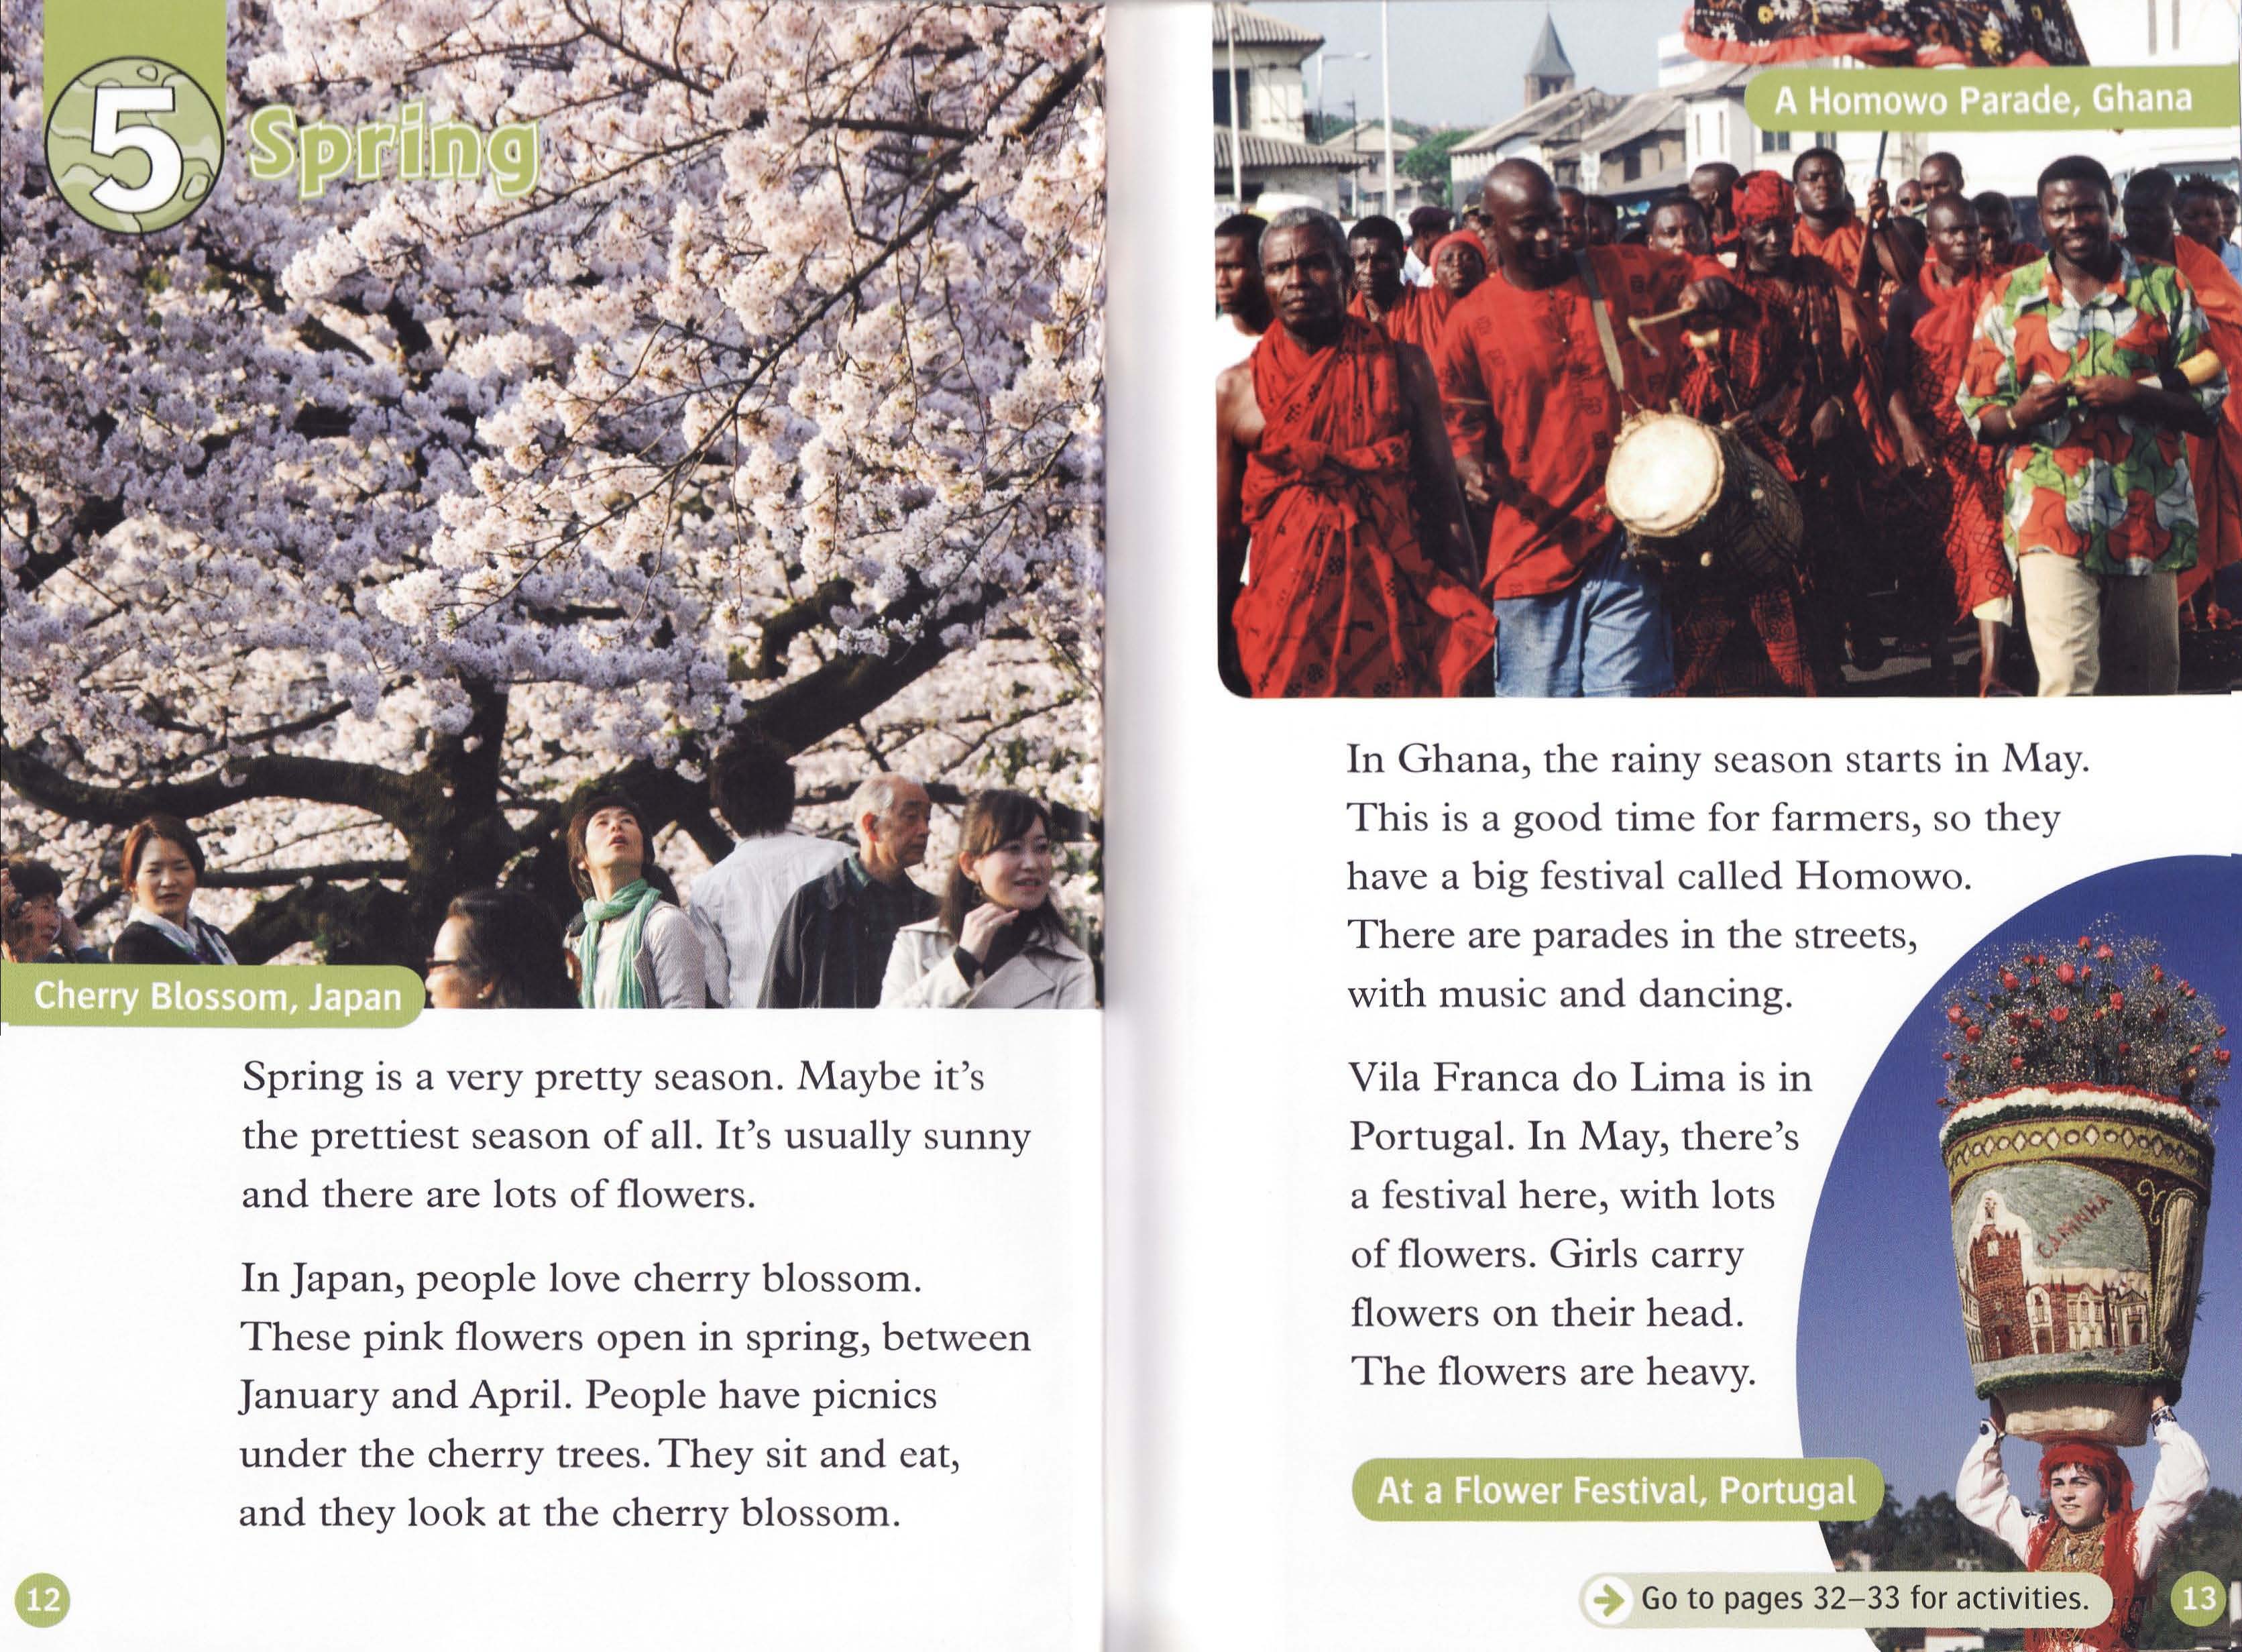 5
Spring
Cherry Blossom, Japan
Spring is a very pretty season. Maybe it's
the prettiest season of all. It's usually sunny
and there are lots of flowers.
In Japan, people love cherry blossom.
These pink flowers open in spring, between
January and April. People have picnics
under the cherry trees. They sit and eat,
and they look at the cherry blossom.
12
A Homowo Parade, Ghana
In Ghana, the rainy season starts in May.
This is a good time for farmers, so they
have a big festival called Homowo.
There are parades in the streets,
with music and dancing.
Vila Franca do Lima is in
Portugal. In May, there's
a festival here, with lots
of flowers. Girls carry
flowers on their head.
The flowers are heavy.
CAMINHA
At a Flower Festival, Portugal
Go to pages 32–33 for activities.
13